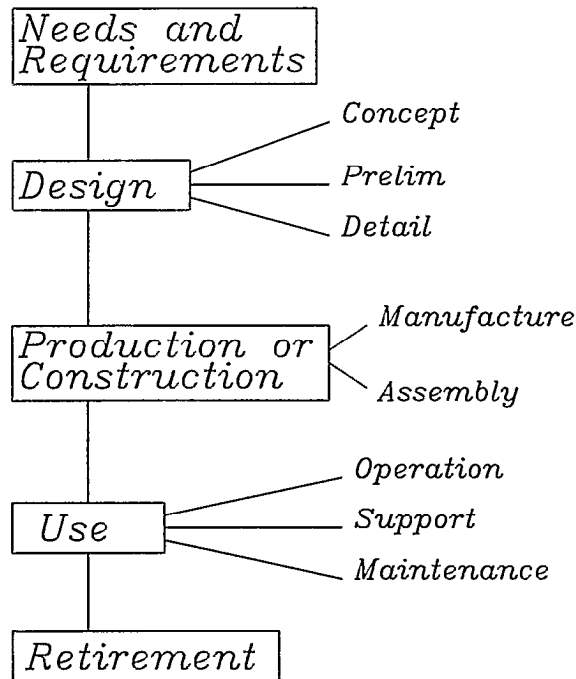 Needs and
Requirements
Concept
Design
Prelim
Detail
Manufacture
Production or
Construction
Assembly
Operation
Use
Support
Maintenance
Retirement